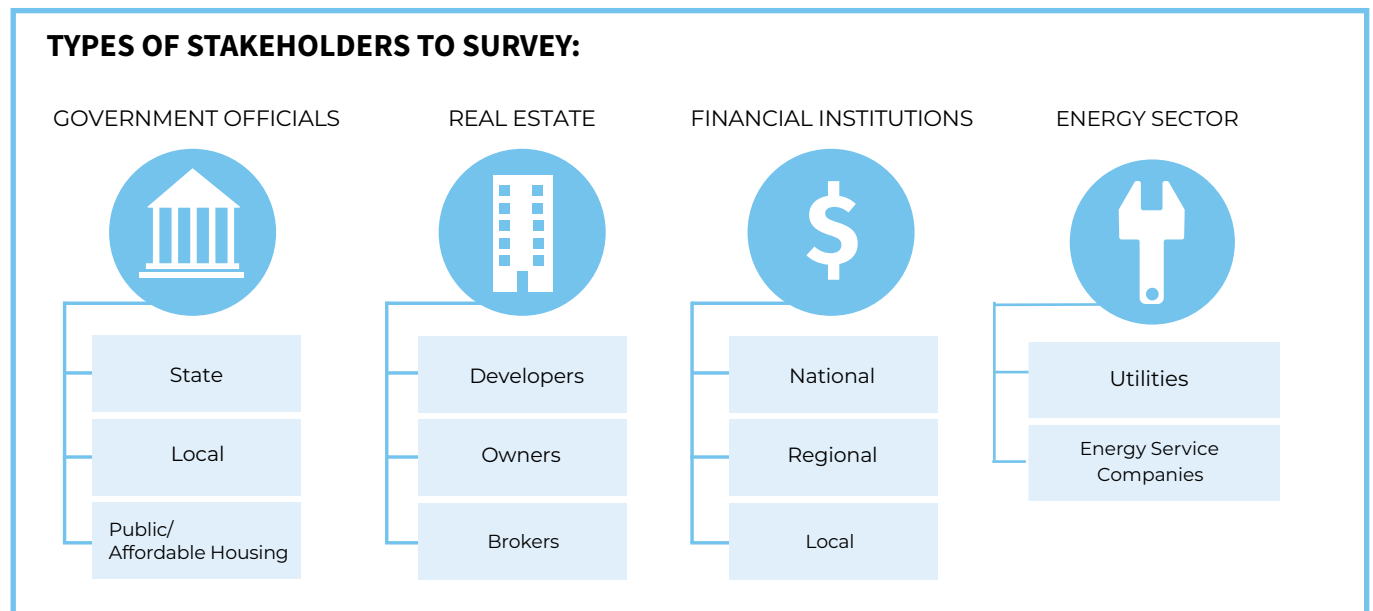 TYPES OF STAKEHOLDERS TO SURVEY:
GOVERNMENT OFFICIALS
State
Local
Public/
Affordable Housing
REAL ESTATE
Developers
Owners
Brokers
FINANCIAL INSTITUTIONS
$
National
Regional
Local
ENERGY SECTOR
Utilities
Energy Service
Companies